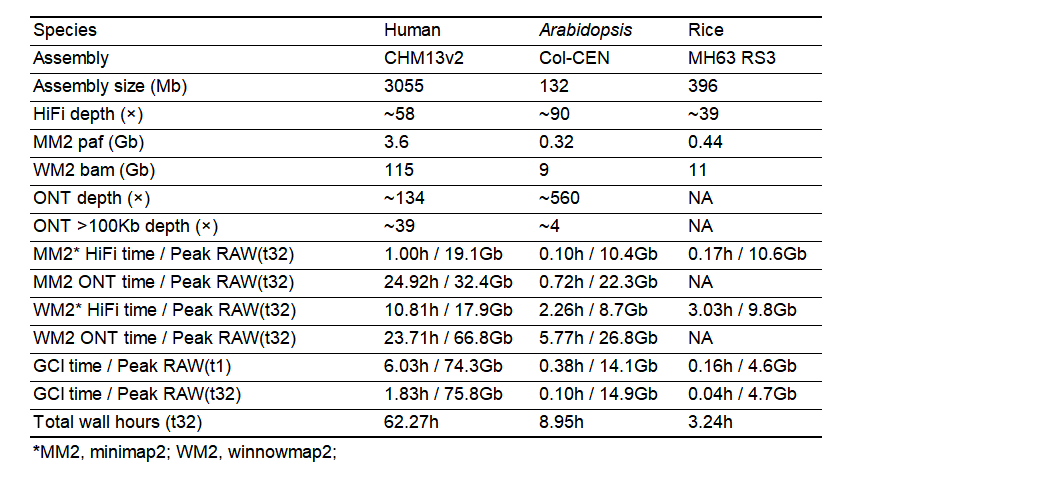 Species Human Arabidopsis Rice
Assembly CHM13v2 Col-CEN MH63 RS3
Assembly size (Mb) 3055 132 396
HiFi depth (×) ~58 ~90 ~39
MM2 paf (Gb) 3.6 0.32 0.44
WM2 bam (Gb) 115 9 11
ONT depth (×) ~134 ~560 NA
ONT >100Kb depth (×) ~39 ~4 NA
MM2* HiFi time / Peak RAW(t32) 1.00h / 19.1Gb 0.10h / 10.4Gb 0.17h / 10.6Gb
MM2 ONT time / Peak RAW(t32) 24.92h / 32.4Gb 0.72h / 22.3Gb NA
WM2* HiFi time / Peak RAW(t32) 10.81h / 17.9Gb 2.26h / 8.7Gb 3.03h / 9.8Gb
WM2 ONT time / Peak RAW(t32) 23.71h / 66.8Gb 5.77h / 26.8Gb NA
GCI time / Peak RAW(t1) 6.03h / 74.3Gb 0.38h / 14.1Gb 0.16h / 4.6Gb
GCI time / Peak RAW(t32) 1.83h / 75.8Gb 0.10h / 14.9Gb 0.04h / 4.7Gb
Total wall hours (t32) 62.27h 8.95h 3.24h
*MM2, minimap2; WM2, winnowmap2;